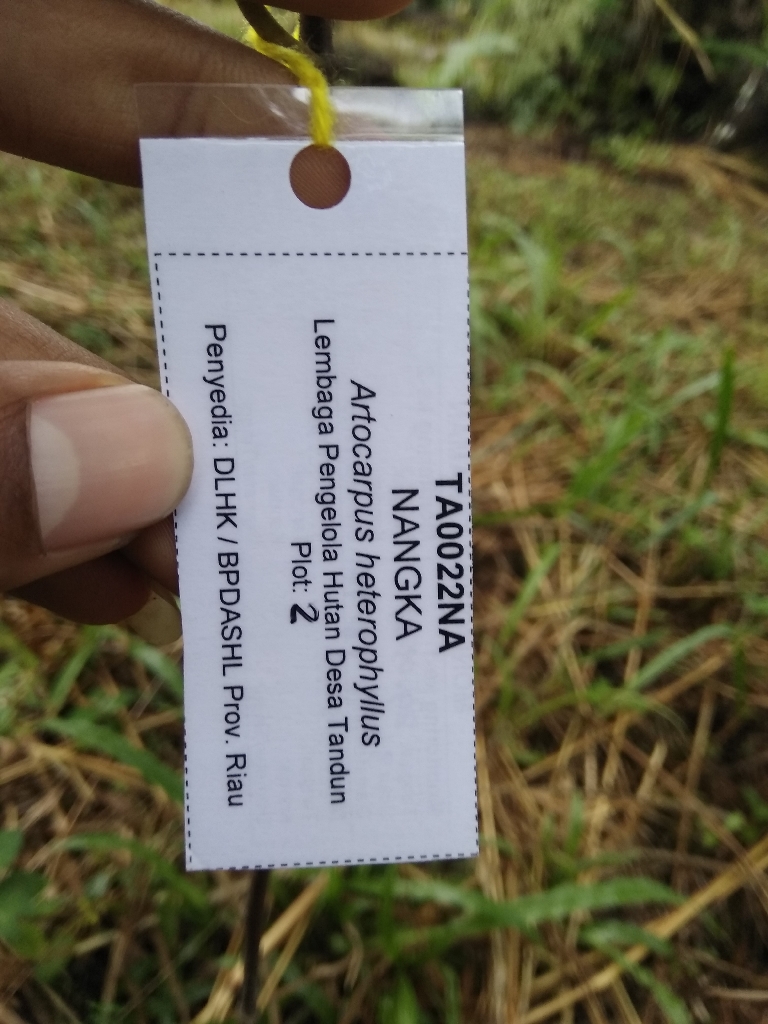 TA0022NA
NANGKA
Artocarpus heterophyllus
Lembaga Pengelola Hutan Desa Tandun
Plot: 2
Penyedia: DLHK / BPDASHL Prov. Riau